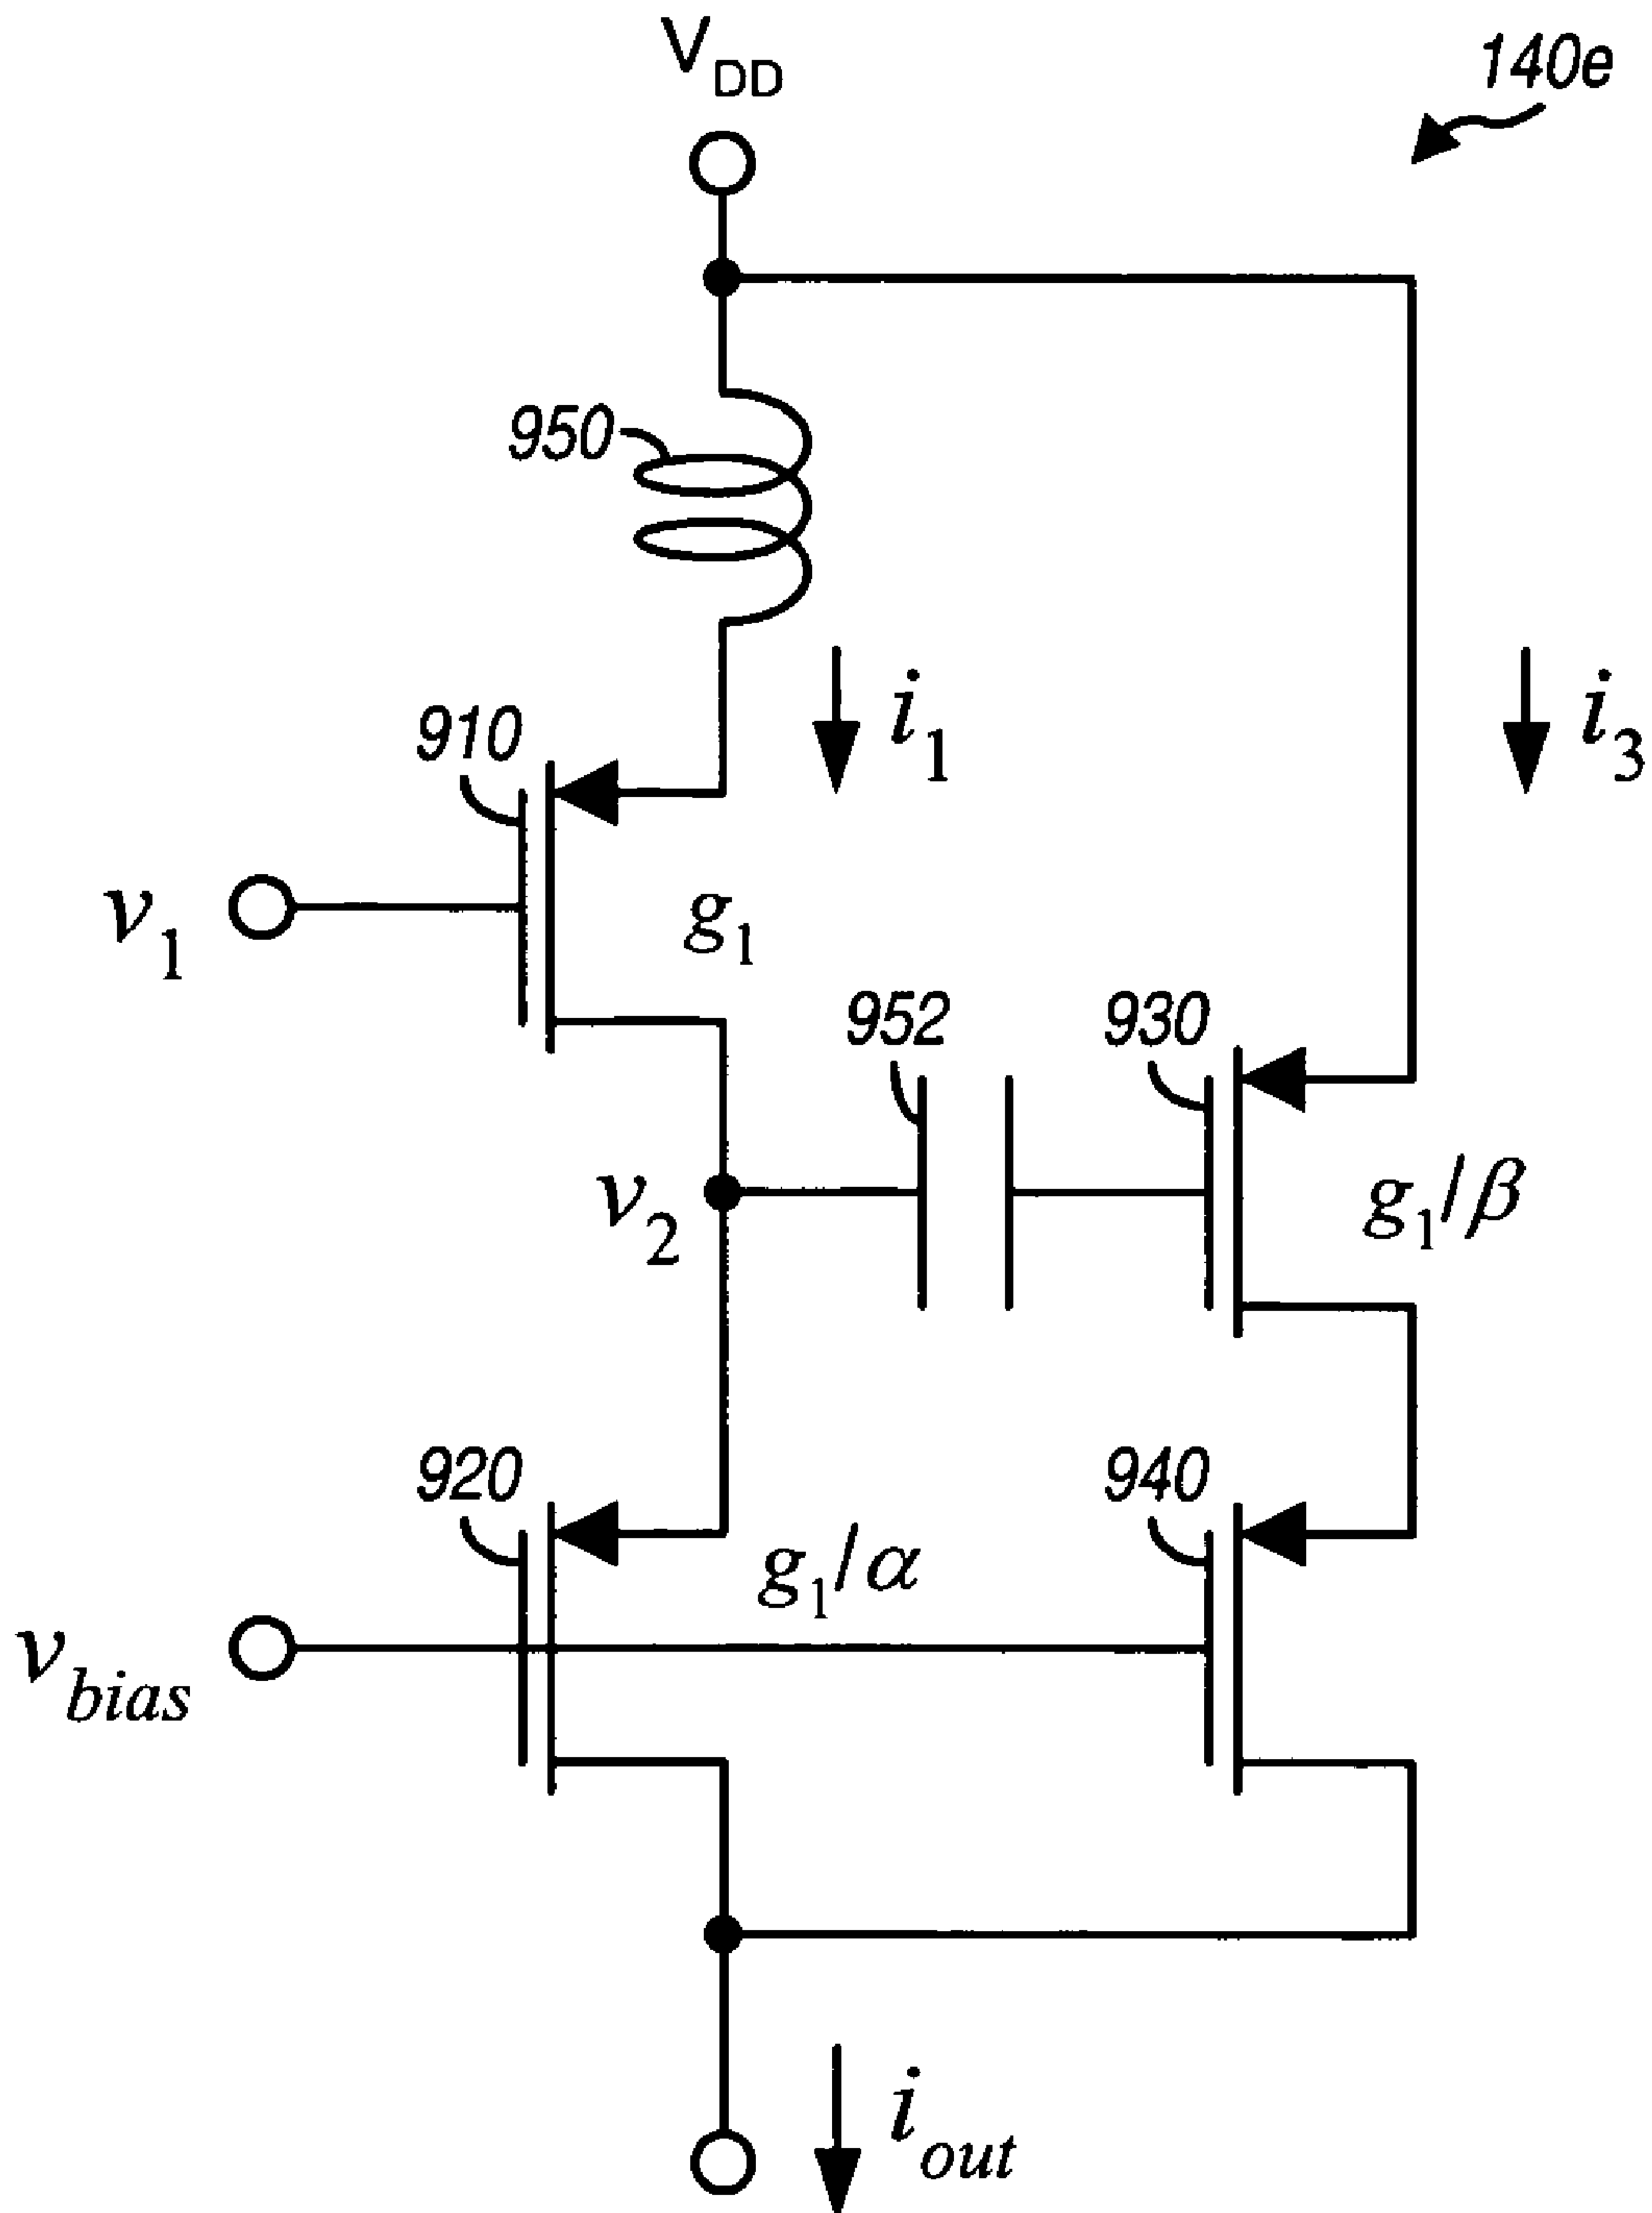 V_DD
140e
950
i_1
i_3
910
v_1
g_1
952
930
v_2
g_1/β
920
940
g_1/α
v_bias
i_out